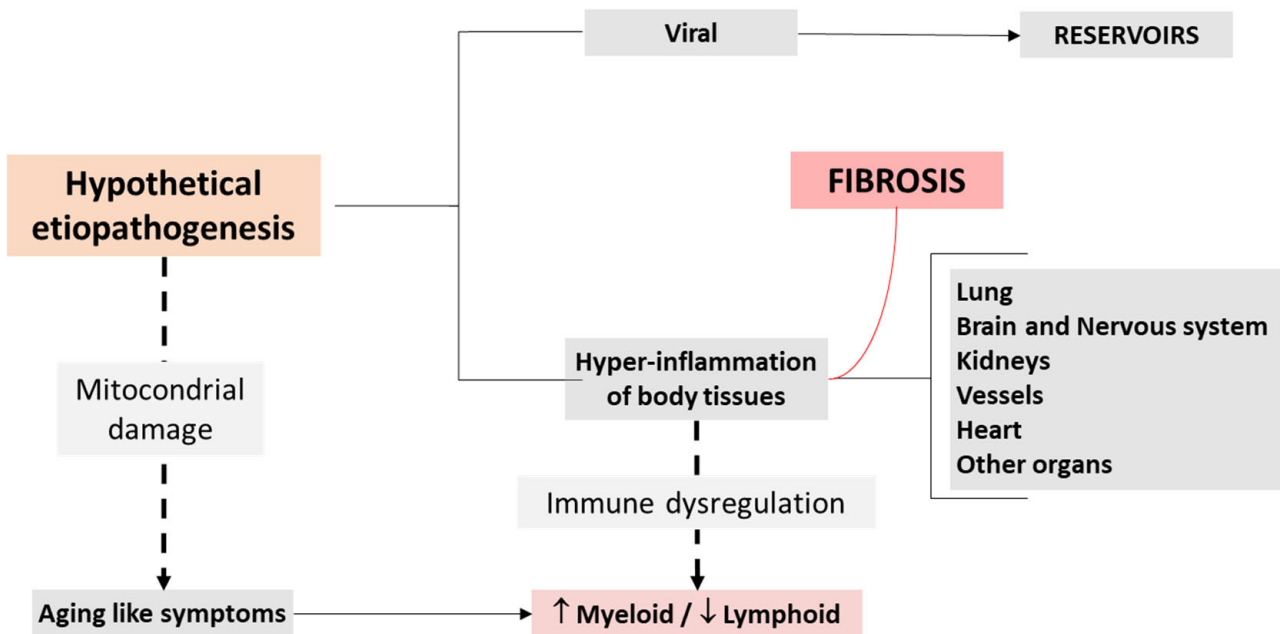 Viral
RESERVOIRS
Hypothetical
etiopathogenesis
FIBROSIS
Lung
Brain and Nervous system
Kidneys
Vessels
Heart
Other organs
Hyper-inflammation
of body tissues
Mitocondrial
damage
Immune dysregulation
Aging like symptoms
↑ Myeloid / ↓ Lymphoid